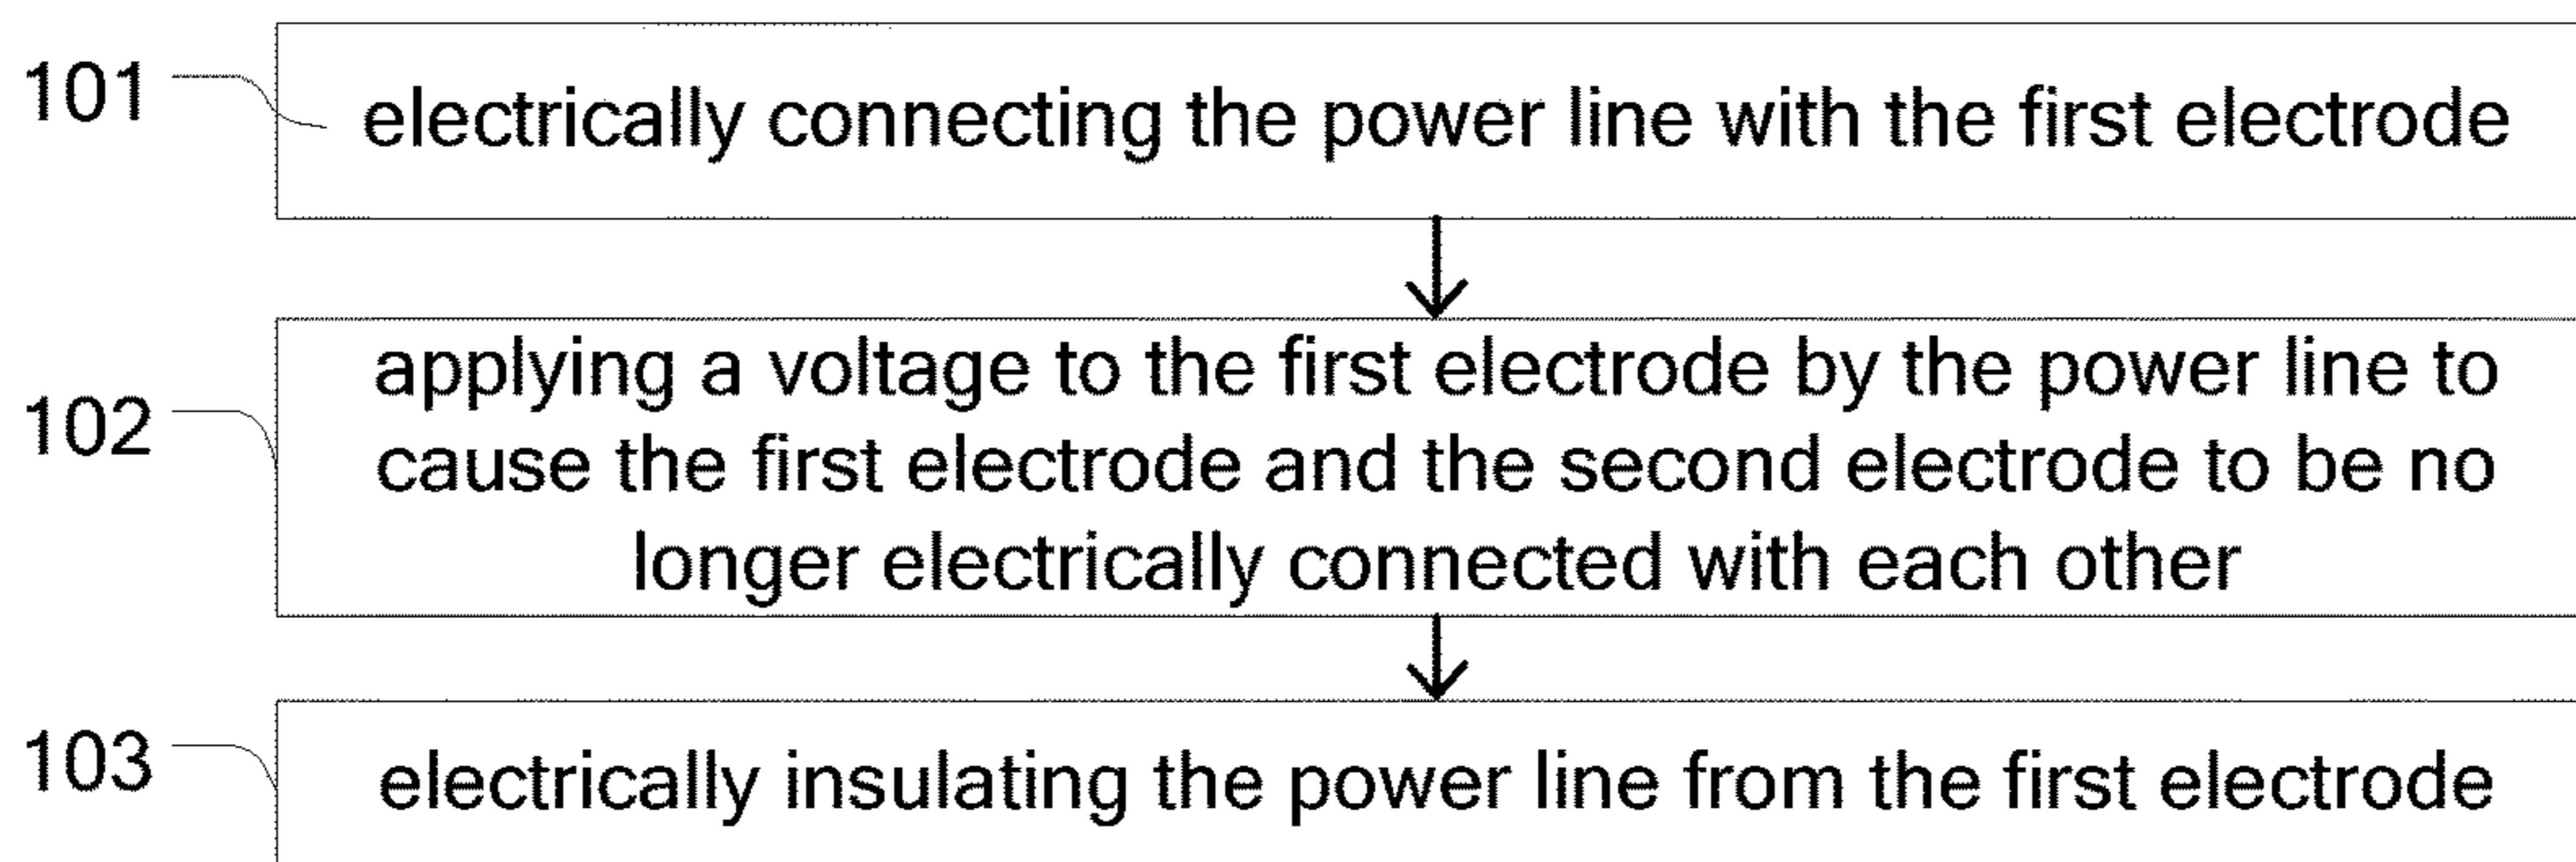 101
electrically connecting the power line with the first electrode
102
applying a voltage to the first electrode by the power line to
cause the first electrode and the second electrode to be no
longer electrically connected with each other
103
electrically insulating the power line from the first electrode